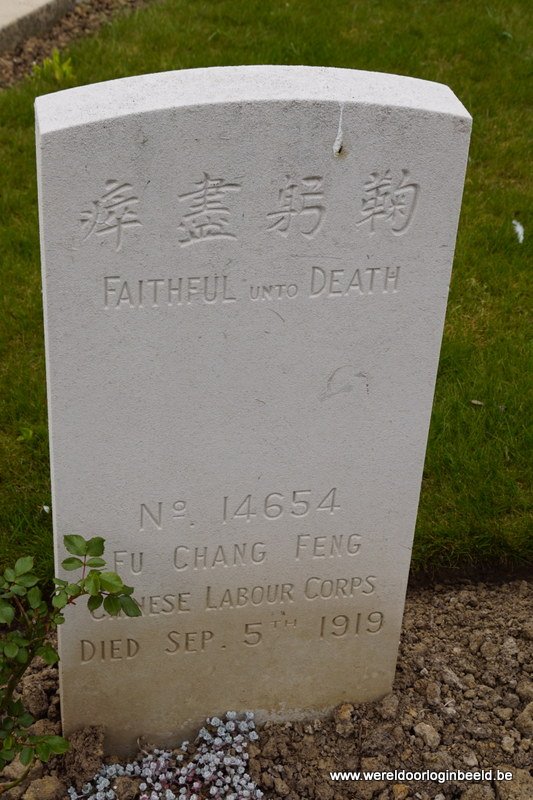 鞠躬盡瘁
FAITHFUL UNTO DEATH
Nº. 14654
FU CHANG FENG
CHINESE LABOUR CORPS
DIED SEP. 5TH 1919
www.wereldoorloginbeeld.be